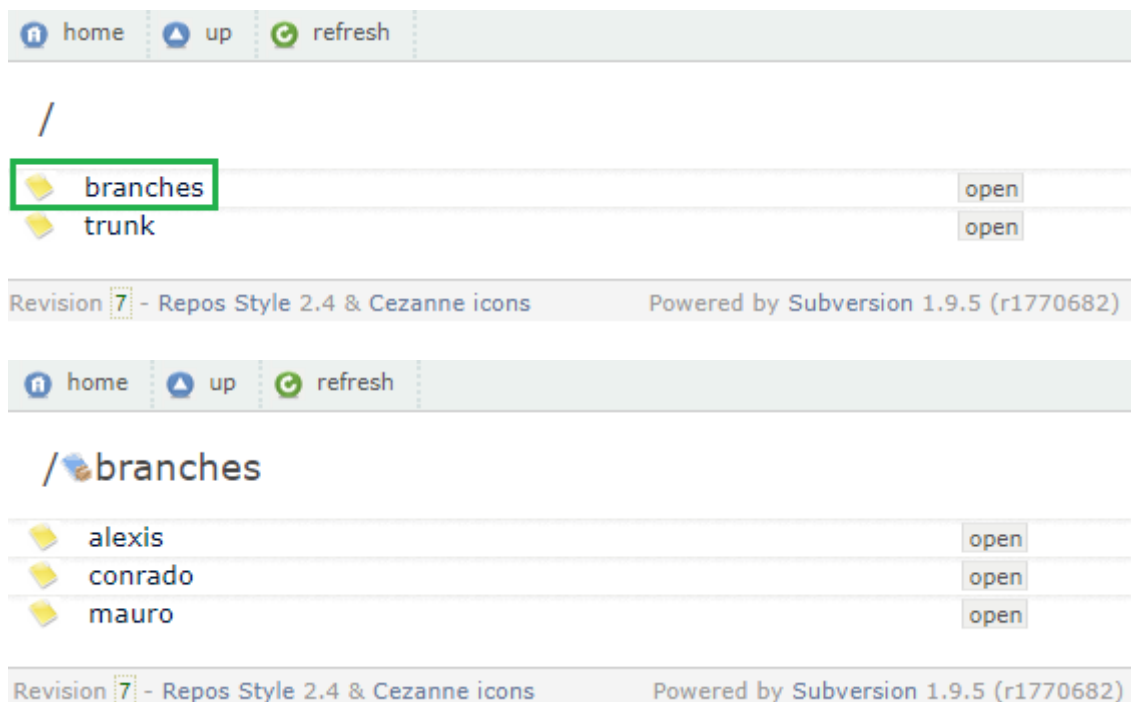 home up refresh
/
branches open
trunk open
Revision 7 - Repos Style 2.4 & Cezanne icons Powered by Subversion 1.9.5 (r1770682)
home up refresh
/branches
alexis open
conrado open
mauro open
Revision 7 - Repos Style 2.4 & Cezanne icons Powered by Subversion 1.9.5 (r1770682)